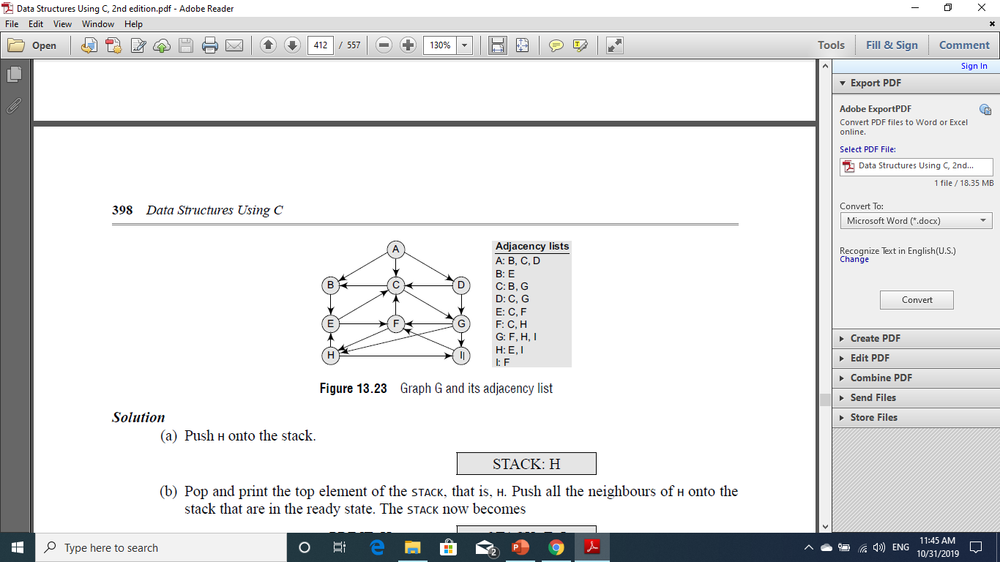 Data Structures Using C, 2nd edition.pdf - Adobe Reader
File Edit View Window Help
Open 412 / 557 130% Tools Fill & Sign Comment
Sign In
Export PDF
Adobe ExportPDF
Convert PDF files to Word or Excel
online.
Select PDF File:
Data Structures Using C, 2nd...
1 file / 18.35 MB
Convert To:
Microsoft Word (*.docx)
Recognize Text in English(U.S.)
Change
Convert
Create PDF
Edit PDF
Combine PDF
Send Files
Store Files
398 Data Structures Using C
A
B C D
E F G
H I
Adjacency lists
A: B, C, D
B: E
C: B, G
D: C, G
E: C, F
F: C, H
G: F, H, I
H: E, I
I: F
Figure 13.23 Graph G and its adjacency list
Solution
(a) Push H onto the stack.
STACK: H
(b) Pop and print the top element of the STACK, that is, H. Push all the neighbours of H onto the
stack that are in the ready state. The STACK now becomes
Type here to search
2
ENG
11:45 AM
10/31/2019